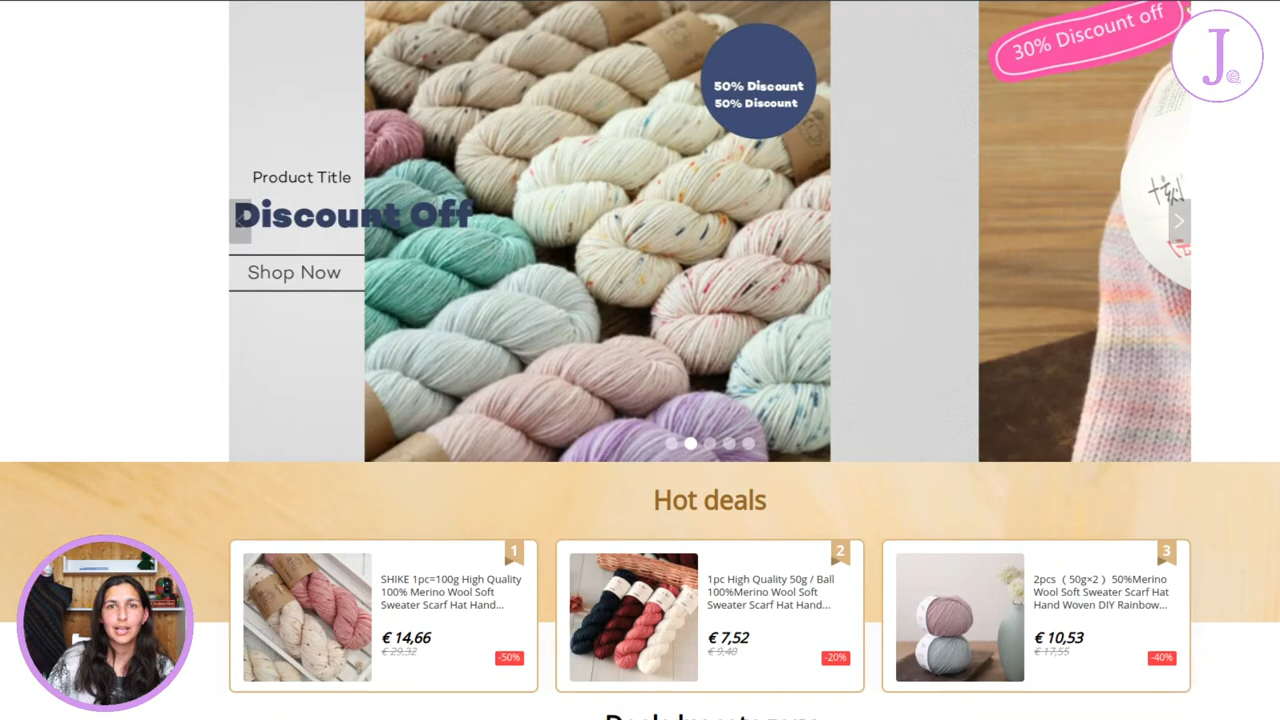 30% Discount off
J
50% Discount
50% Discount
Product Title
Discount Off
Shop Now
十刻
Hot deals
1
SHIKE 1pc=100g High Quality
100% Merino Wool Soft
Sweater Scarf Hat Hand...
€ 14,66
€ 29,32
-50%
2
1pc High Quality 50g / Ball
100%Merino Wool Soft
Sweater Scarf Hat Hand...
€ 7,52
€ 9,40
-20%
3
2pcs（50g×2）50%Merino
Wool Soft Sweater Scarf Hat
Hand Woven DIY Rainbow...
€ 10,53
€ 17,55
-40%